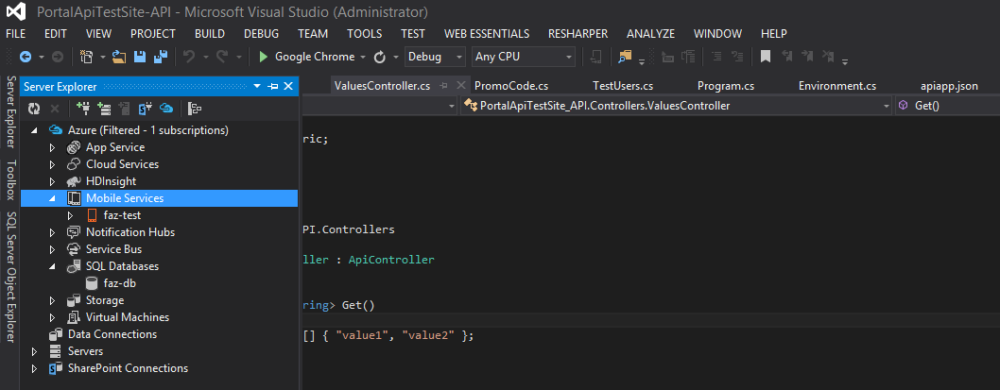 PortalApiTestSite-API - Microsoft Visual Studio (Administrator)
FILE EDIT VIEW PROJECT BUILD DEBUG TEAM TOOLS TEST WEB ESSENTIALS RESHARPER ANALYZE WINDOW HELP
Google Chrome Debug Any CPU
Server Explorer
Toolbox
SQL Server Object Explorer
Server Explorer
Azure (Filtered - 1 subscriptions)
App Service
Cloud Services
HDInsight
Mobile Services
faz-test
Notification Hubs
Service Bus
SQL Databases
faz-db
Storage
Virtual Machines
Data Connections
Servers
SharePoint Connections
ValuesController.cs PromoCode.cs TestUsers.cs Program.cs Environment.cs apiapp.json
PortalApiTestSite_API.Controllers.ValuesController Get()
ric;
PI.Controllers
ller : ApiController
ring> Get()
[] { "value1", "value2" };